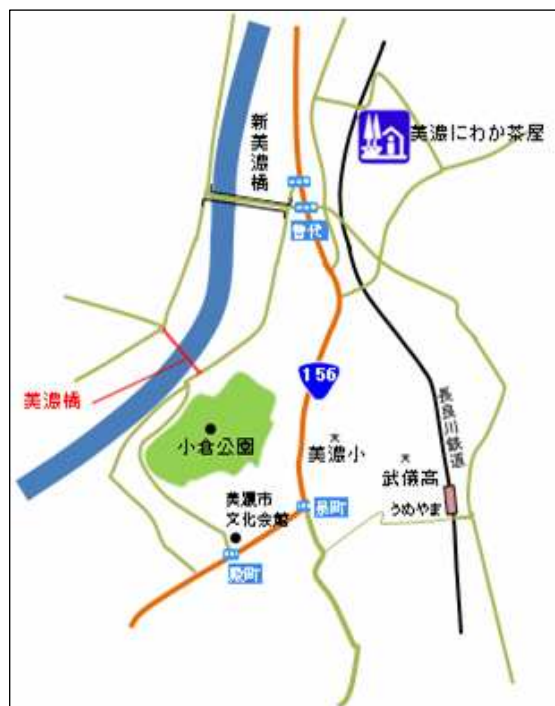 新美濃橋
美濃にわか茶屋
曽代
美濃橋
156
長良川鉄道
小倉公園
美濃小
武儀高
うめやま
美濃市
文化会館
泉町
殿町